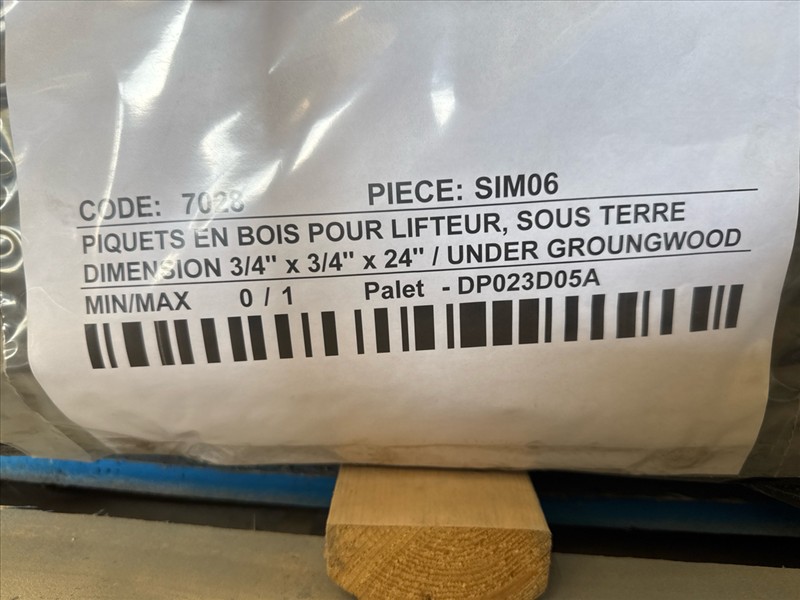 CODE: 7028 PIECE: SIM06
PIQUETS EN BOIS POUR LIFTEUR, SOUS TERRE
DIMENSION 3/4" x 3/4" x 24" / UNDER GROUNGWOOD
MIN/MAX 0 / 1 Palet - DP023D05A